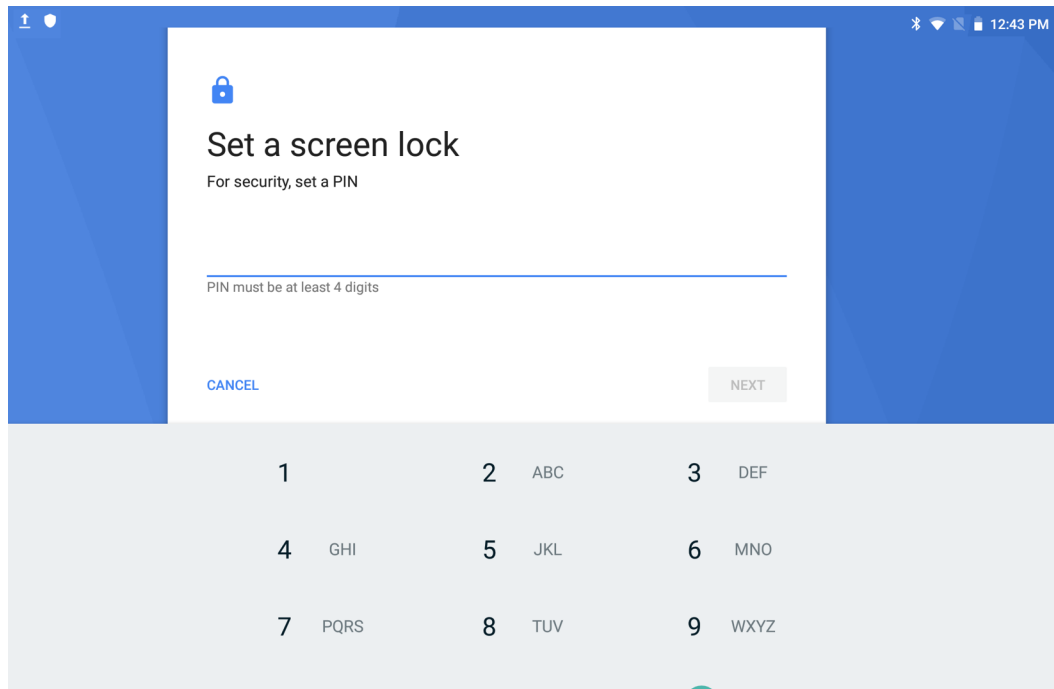 12:43 PM
Set a screen lock
For security, set a PIN
PIN must be at least 4 digits
CANCEL NEXT
1 2 ABC 3 DEF
4 GHI 5 JKL 6 MNO
7 PQRS 8 TUV 9 WXYZ